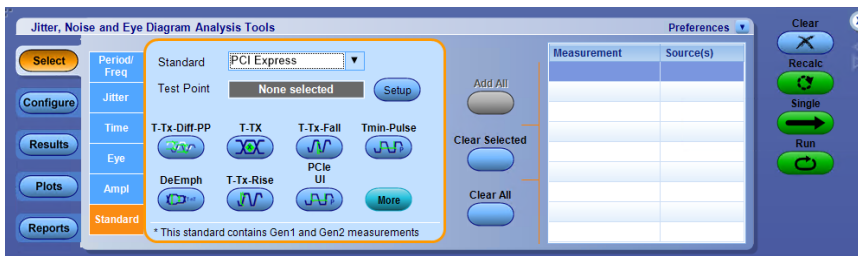 Jitter, Noise and Eye Diagram Analysis Tools
Preferences
Clear
Select
Configure
Results
Plots
Reports
Period/
Freq
Jitter
Time
Eye
Ampl
Standard
Standard
PCI Express
Test Point
None selected
Setup
T-Tx-Diff-PP
T-TX
T-Tx-Fall
Tmin-Pulse
DeEmph
T-Tx-Rise
PCIe
UI
More
* This standard contains Gen1 and Gen2 measurements
Add All
Clear Selected
Clear All
Measurement
Source(s)
Recalc
Single
Run